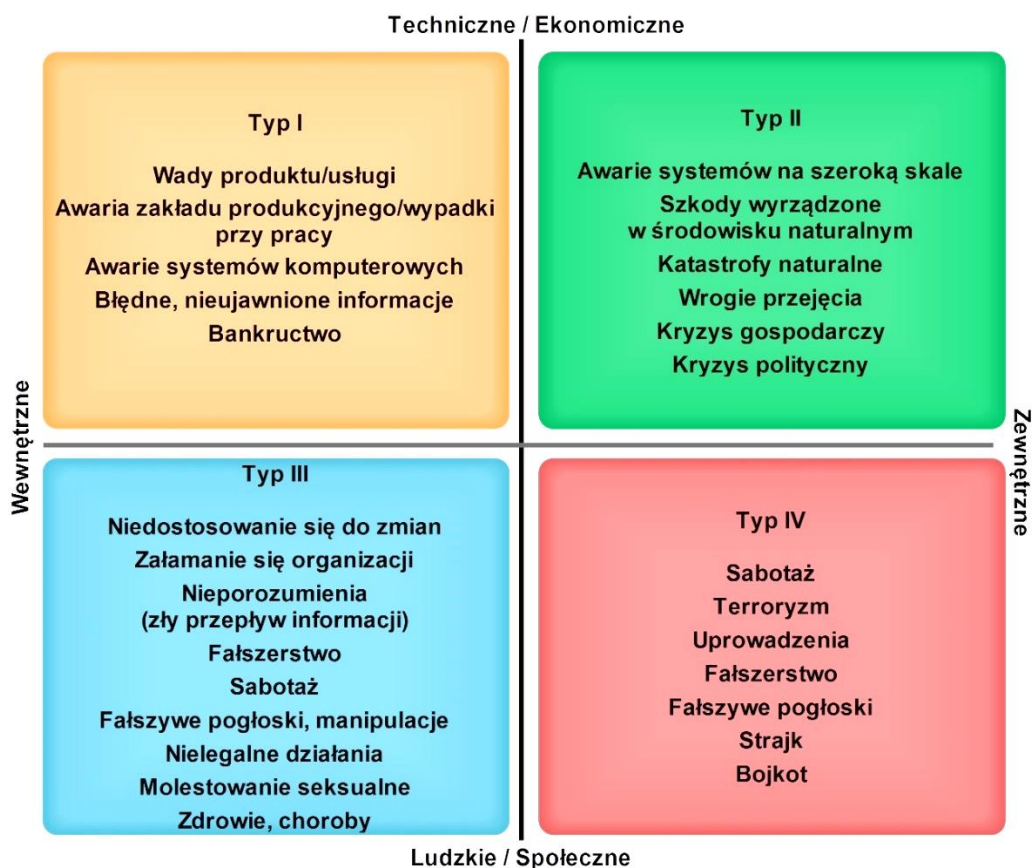 Techniczne / Ekonomiczne
Typ I
Wady produktu/usługi
Awaria zakładu produkcyjnego/wypadki
przy pracy
Awarie systemów komputerowych
Błędne, nieujawnione informacje
Bankructwo
Typ II
Awarie systemów na szeroką skale
Szkody wyrządzone
w środowisku naturalnym
Katastrofy naturalne
Wrogie przejęcia
Kryzys gospodarczy
Kryzys polityczny
Wewnętrzne
Zewnętrzne
Typ III
Niedostosowanie się do zmian
Załamanie się organizacji
Nieporozumienia
(zły przepływ informacji)
Fałszerstwo
Sabotaż
Fałszywe pogłoski, manipulacje
Nielegalne działania
Molestowanie seksualne
Zdrowie, choroby
Typ IV
Sabotaż
Terroryzm
Uprowadzenia
Fałszerstwo
Fałszywe pogłoski
Strajk
Bojkot
Ludzkie / Społeczne